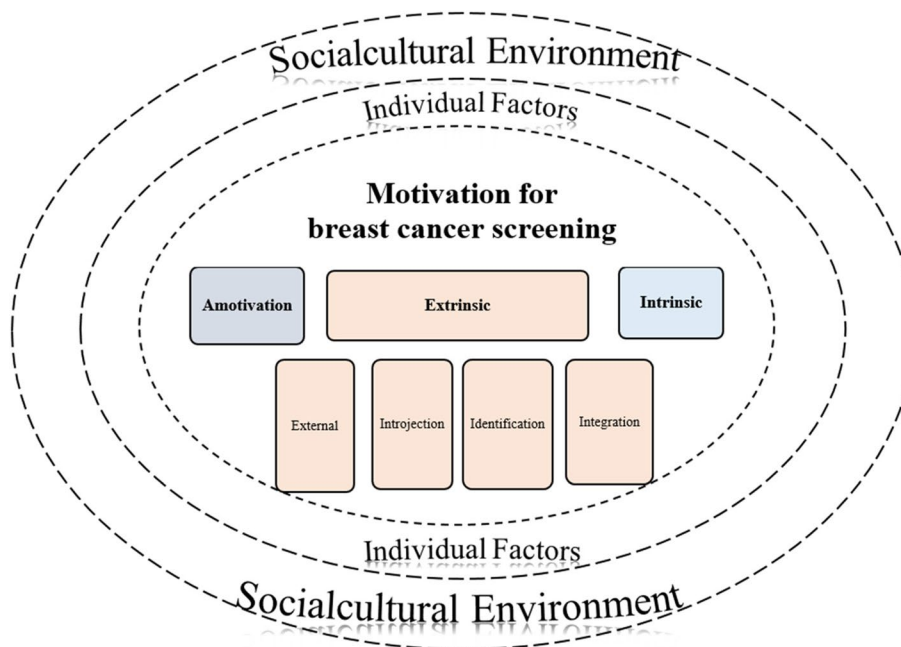 Socialcultural Environment
Individual Factors
Motivation for
breast cancer screening
Amotivation
Extrinsic
Intrinsic
External
Introjection
Identification
Integration
Individual Factors
Socialcultural Environment